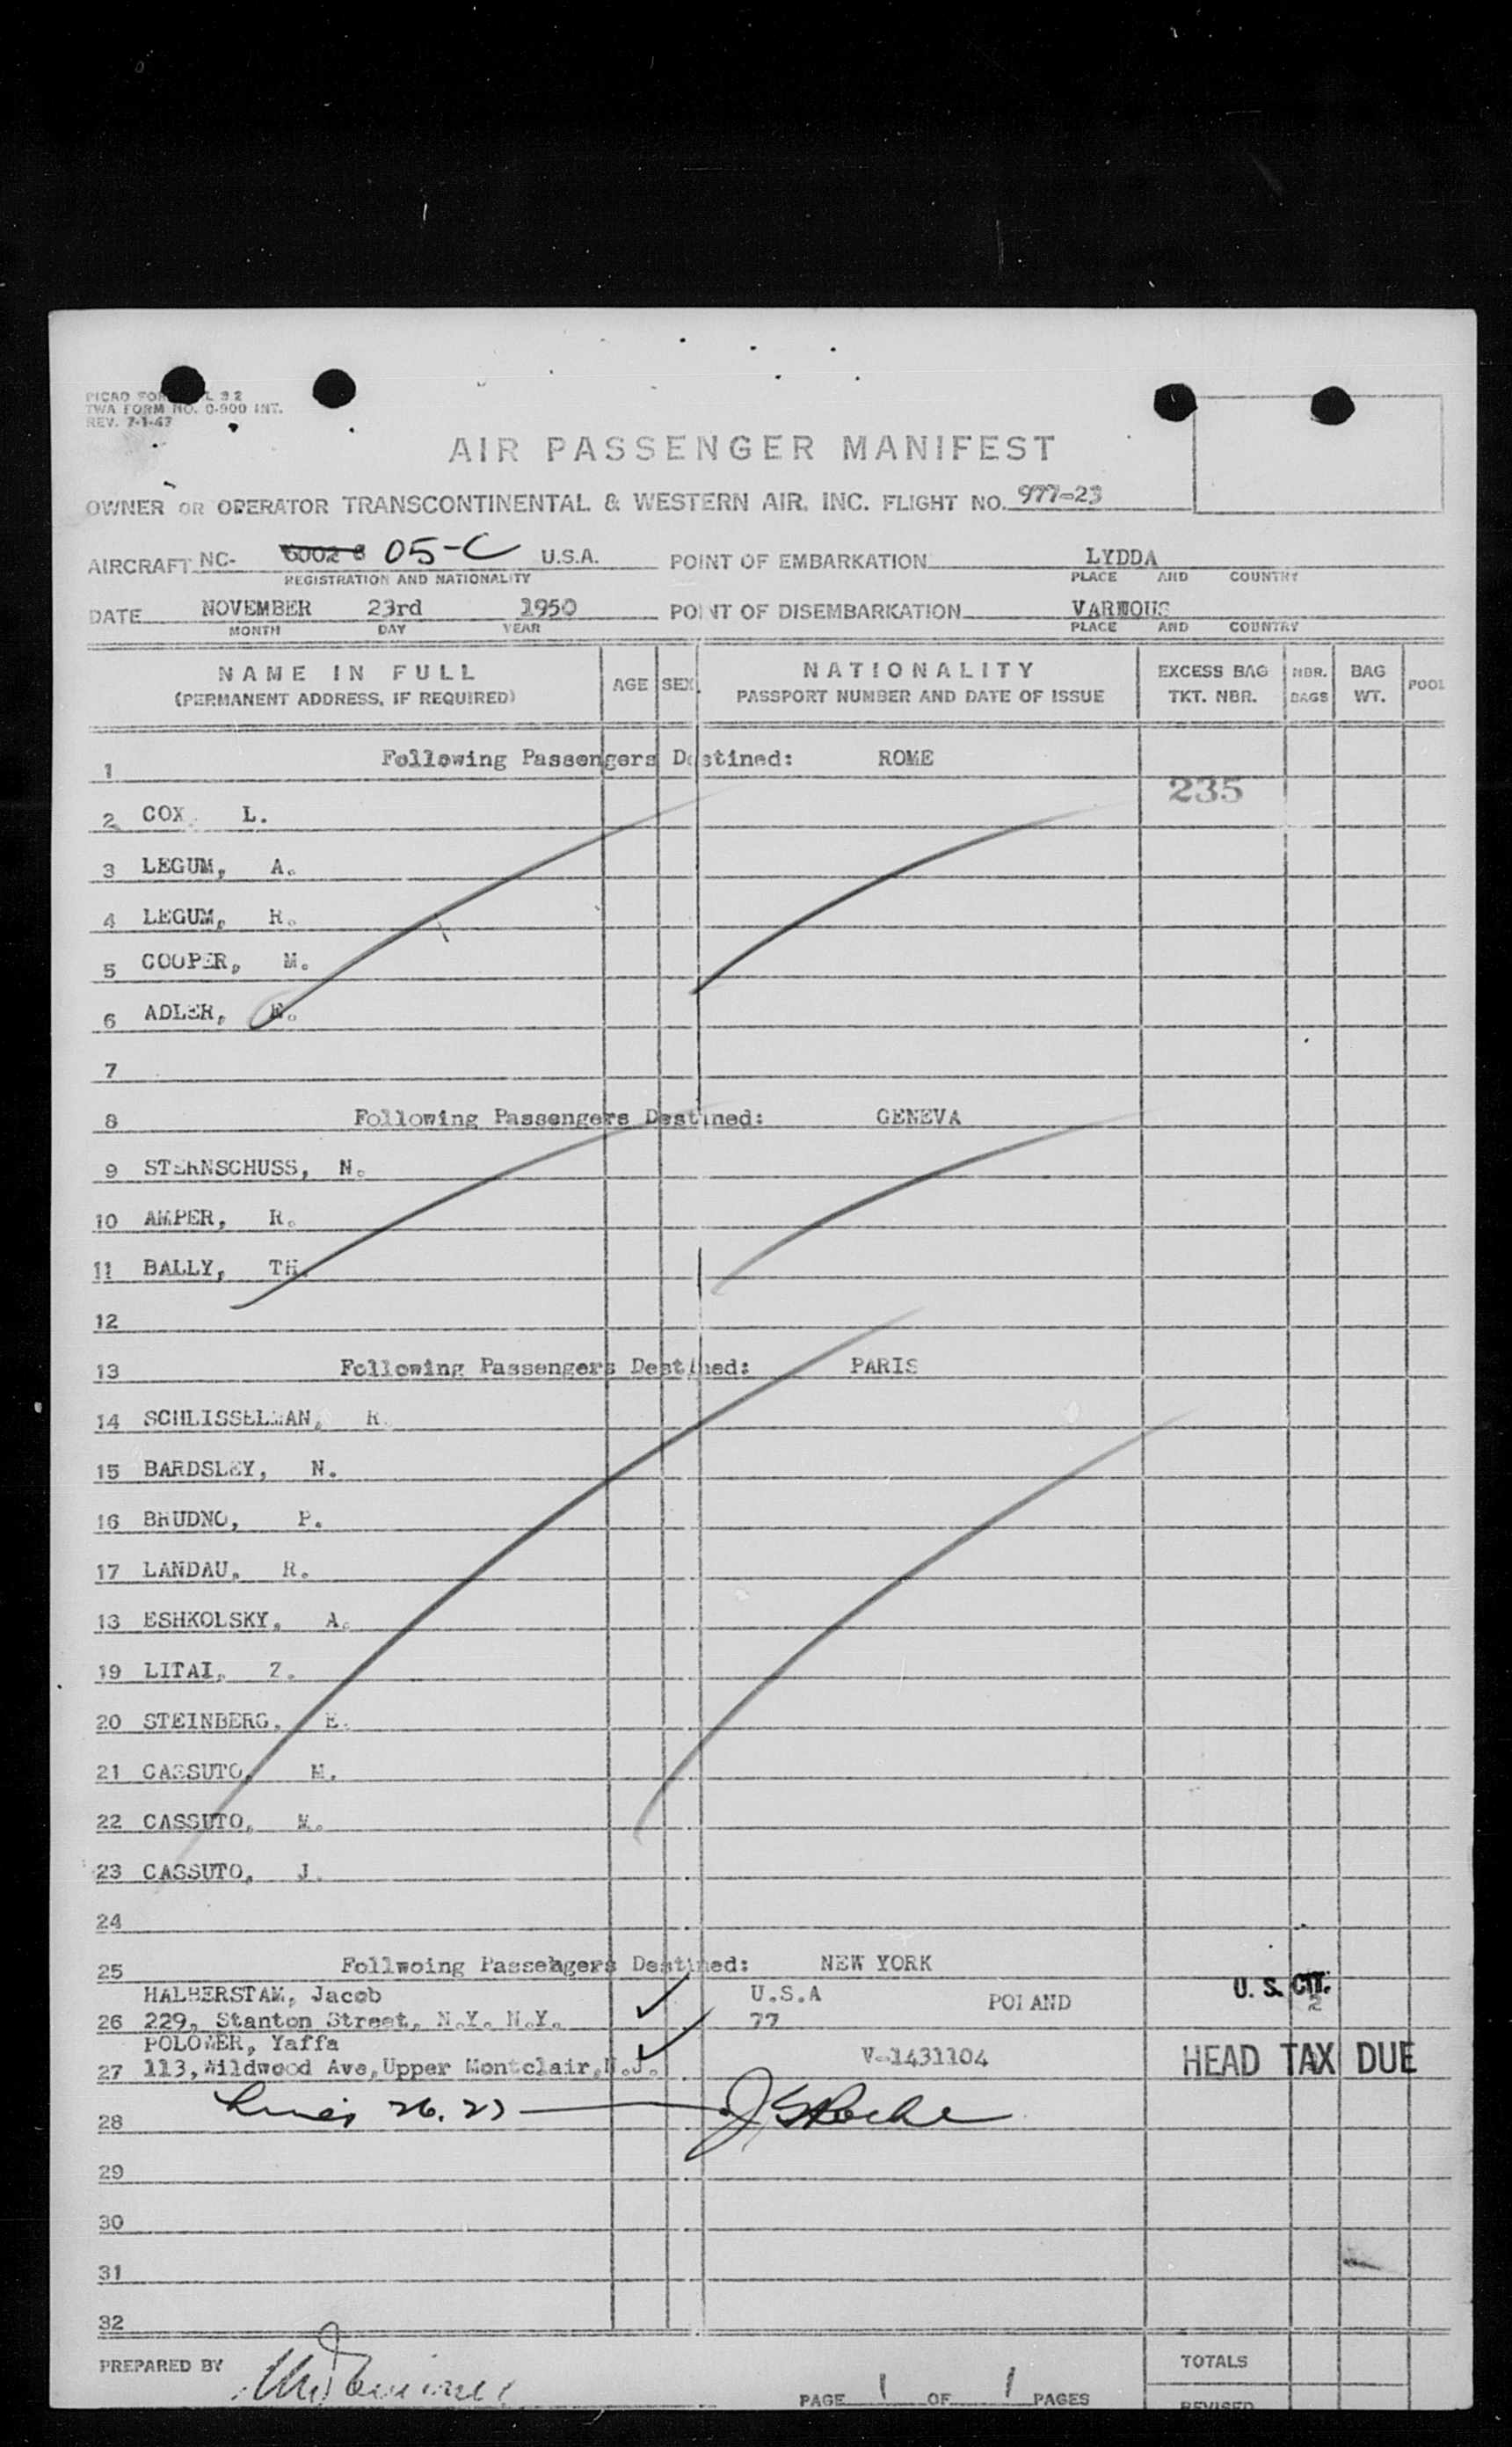 PICAO FOR L 9.2
TWA FORM NO. 0-900 INT.
REV. 7-1-47
AIR PASSENGER MANIFEST
OWNER OR OPERATOR TRANSCONTINENTAL & WESTERN AIR, INC. FLIGHT NO. 977-23
AIRCRAFT NC- 6002 05-C U.S.A. POINT OF EMBARKATION LYDDA
REGISTRATION AND NATIONALITY PLACE AND COUNTRY
DATE NOVEMBER 23rd 1950 POINT OF DISEMBARKATION VARIOUS
MONTH DAY YEAR PLACE AND COUNTRY
NAME IN FULL AGE SEX NATIONALITY EXCESS BAG NBR. BAG POOL
(PERMANENT ADDRESS, IF REQUIRED) PASSPORT NUMBER AND DATE OF ISSUE TKT. NBR. BAGS WT.
1 Following Passengers Destined: ROME
235
2 COX L.
3 LEGUM, A.
4 LEGUM, R.
5 COOPER, M.
6 ADLER, E.
7
8 Following Passengers Destined: GENEVA
9 STERNSCHUSS, N.
10 AMPER, R.
11 BALLY, TH.
12
13 Following Passengers Destined: PARIS
14 SCHLISSELMAN, R.
15 BARDSLEY, N.
16 BRUDNO, P.
17 LANDAU, R.
18 ESHKOLSKY, A.
19 LITAI, Z.
20 STEINBERG, E.
21 CASSUTO, M.
22 CASSUTO, M.
23 CASSUTO, J.
24
25 Follwoing Passengers Destined: NEW YORK
HALBERSTAM, Jacob U.S.A POLAND U. S. CIT.
26 229, Stanton Street, N.Y. N.Y. 77 2
POLOWER, Yaffa
27 113, Wildwood Ave, Upper Montclair, N.J. V-1431104 HEAD TAX DUE
28 Lines 26.27 J. S. Roche
29
30
31
32
PREPARED BY TOTALS
PAGE 1 OF 1 PAGES REVISED